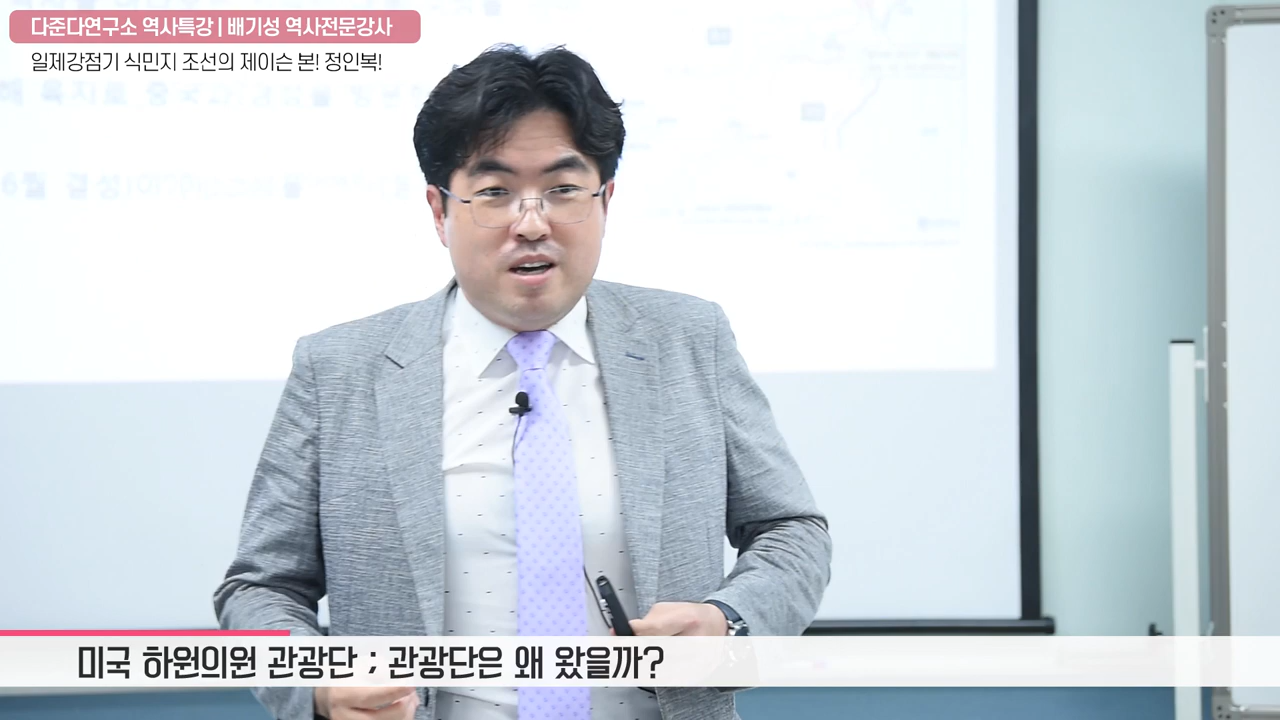 다준다연구소 역사특강 | 배기성 역사전문강사
일제강점기 식민지 조선의 제이슨 본! 정인복!
미국 하원의원 관광단 ; 관광단은 왜 왔을까?